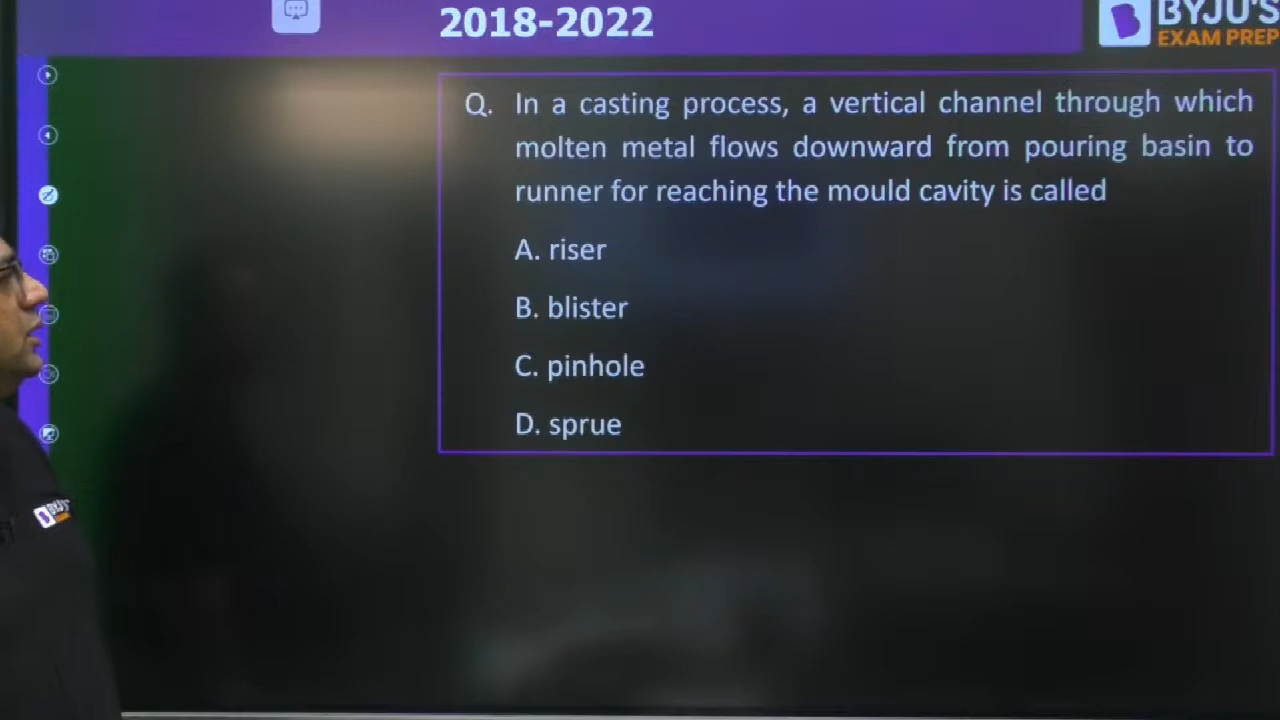 2018-2022
BYJU'S
EXAM PREP
Q. In a casting process, a vertical channel through which
molten metal flows downward from pouring basin to
runner for reaching the mould cavity is called
A. riser
B. blister
C. pinhole
D. sprue